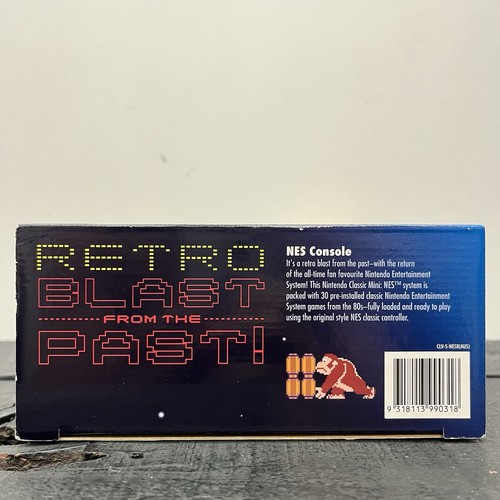 RETRO
BLAST
FROM THE
PAST!
NES Console
It's a retro blast from the past–with the return
of the all-time fan favourite Nintendo Entertainment
System! This Nintendo Classic Mini: NES™ system is
packed with 30 pre-installed classic Nintendo Entertainment
System games from the 80s–fully loaded and ready to play
using the original style NES classic controller.
CLV-S-NESB(AUS)
9 318113 990318